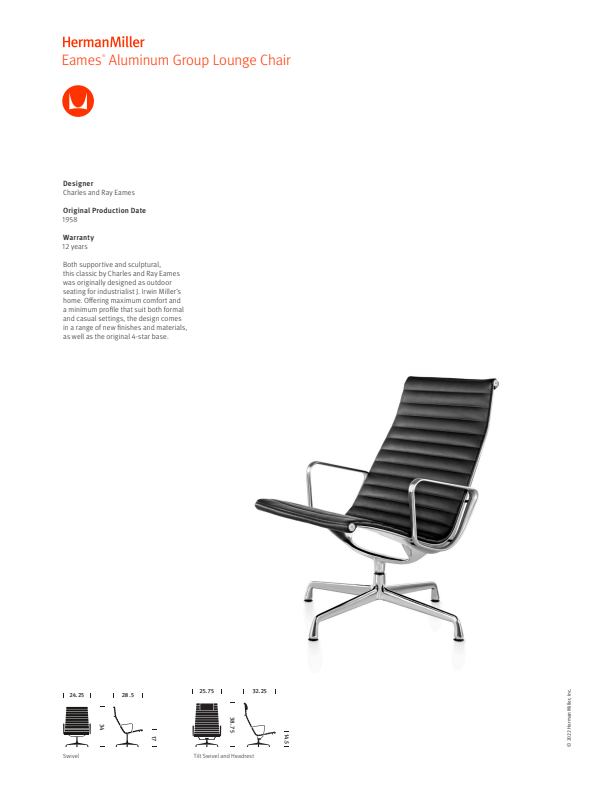 HermanMiller
Eames® Aluminum Group Lounge Chair
Designer
Charles and Ray Eames
Original Production Date
1958
Warranty
12 years
Both supportive and sculptural,
this classic by Charles and Ray Eames
was originally designed as outdoor
seating for industrialist J. Irwin Miller's
home. Offering maximum comfort and
a minimum profile that suit both formal
and casual settings, the design comes
in a range of new finishes and materials,
as well as the original 4-star base.
24.25
28.5
34
17
Swivel
25.75
32.25
38.75
14.5
Tilt Swivel and Headrest
© 2022 Herman Miller, Inc.